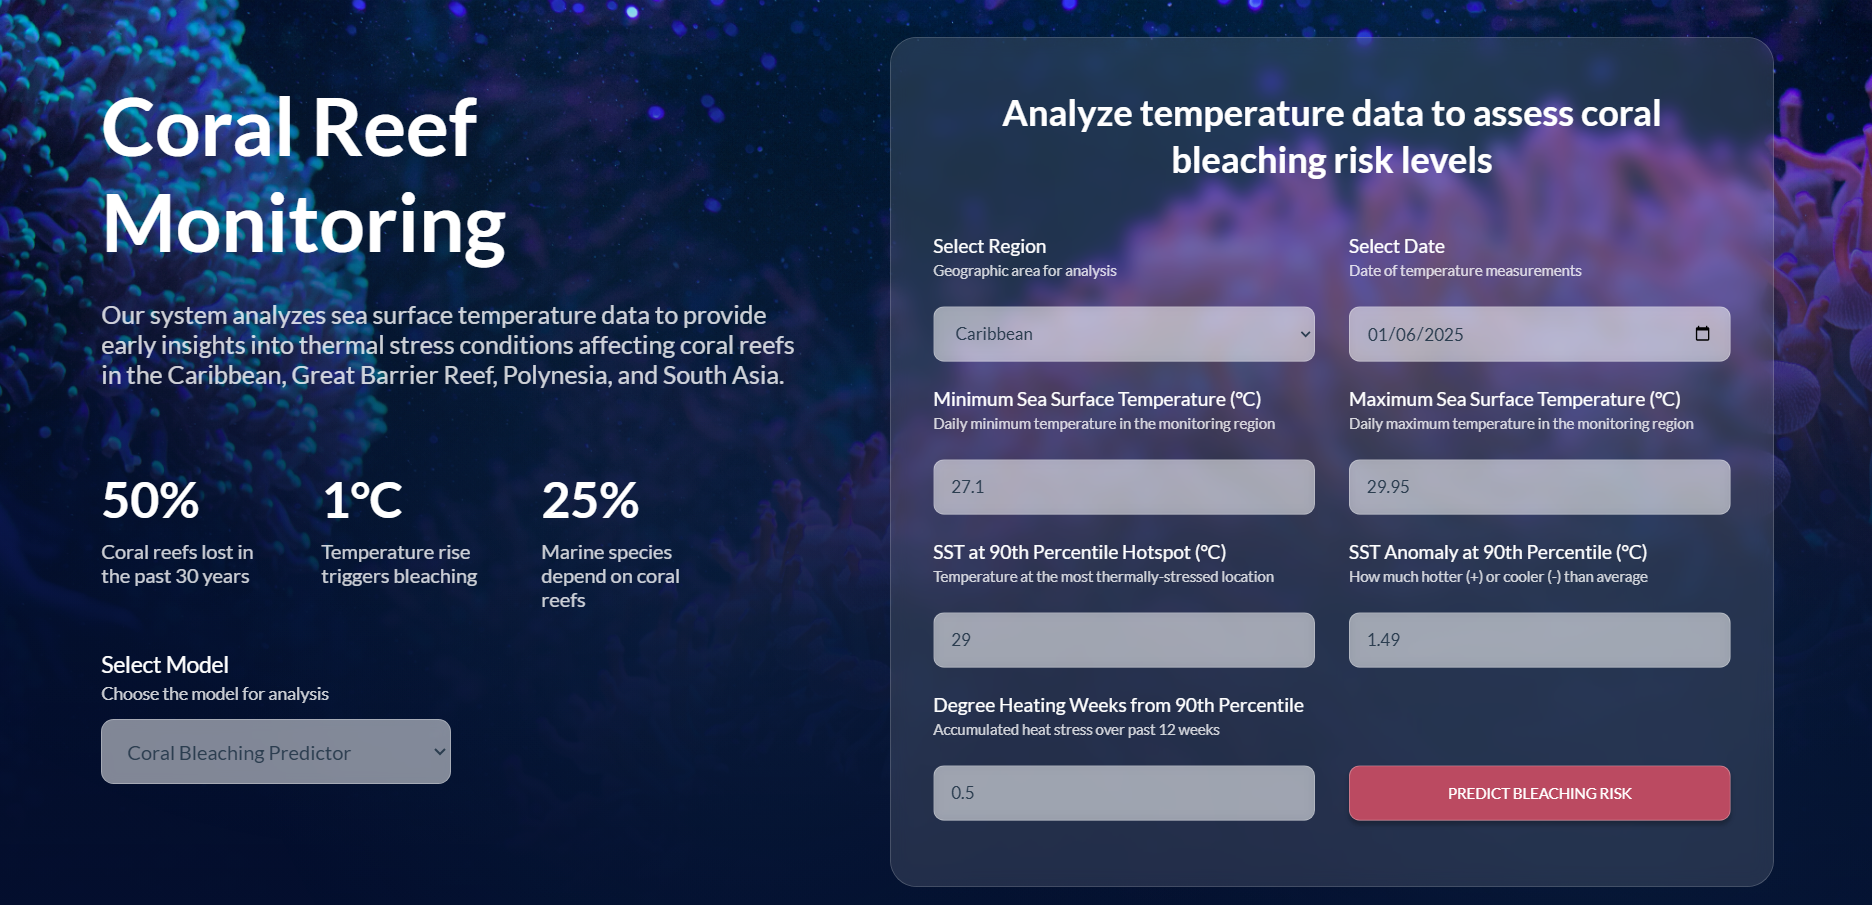 Coral Reef
Monitoring
Our system analyzes sea surface temperature data to provide
early insights into thermal stress conditions affecting coral reefs
in the Caribbean, Great Barrier Reef, Polynesia, and South Asia.
50%
Coral reefs lost in
the past 30 years
1°C
Temperature rise
triggers bleaching
25%
Marine species
depend on coral
reefs
Select Model
Choose the model for analysis
Coral Bleaching Predictor
Analyze temperature data to assess coral
bleaching risk levels
Select Region
Geographic area for analysis
Caribbean
Select Date
Date of temperature measurements
01/06/2025
Minimum Sea Surface Temperature (°C)
Daily minimum temperature in the monitoring region
27.1
Maximum Sea Surface Temperature (°C)
Daily maximum temperature in the monitoring region
29.95
SST at 90th Percentile Hotspot (°C)
Temperature at the most thermally-stressed location
29
SST Anomaly at 90th Percentile (°C)
How much hotter (+) or cooler (-) than average
1.49
Degree Heating Weeks from 90th Percentile
Accumulated heat stress over past 12 weeks
0.5
PREDICT BLEACHING RISK